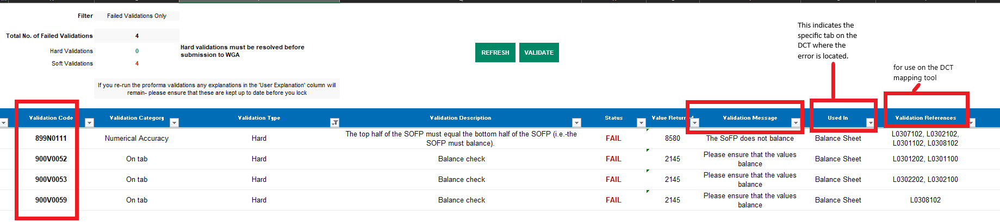 Filter Failed Validations Only
Total No. of Failed Validations 4
Hard Validations 0
Soft Validations 4
Hard validations must be resolved before
submission to WGA
If you re-run the proforma validations any explanations in the 'User Explanation' column will
remain- please ensure that these are kept up to date before you lock
REFRESH VALIDATE
This indicates the
specific tab on the
DCT where the
error is located.
for use on the DCT
mapping tool
Validation Code Validation Category Validation Type Validation Description Status Value Returned Validation Message Used In Validation References
899N0111 Numerical Accuracy Hard The top half of the SOFP must equal the bottom half of the SOFP (i.e.-the
SOFP must balance). FAIL 8580 The SoFP does not balance Balance Sheet L0307102, L0302102,
L0301102, L0308102
900V0052 On tab Hard Balance check FAIL 2145 Please ensure that the values
balance Balance Sheet L0301202, L0301100
900V0053 On tab Hard Balance check FAIL 2145 Please ensure that the values
balance Balance Sheet L0302202, L0302100
900V0059 On tab Hard Balance check FAIL 2145 Please ensure that the values
balance Balance Sheet L0308102